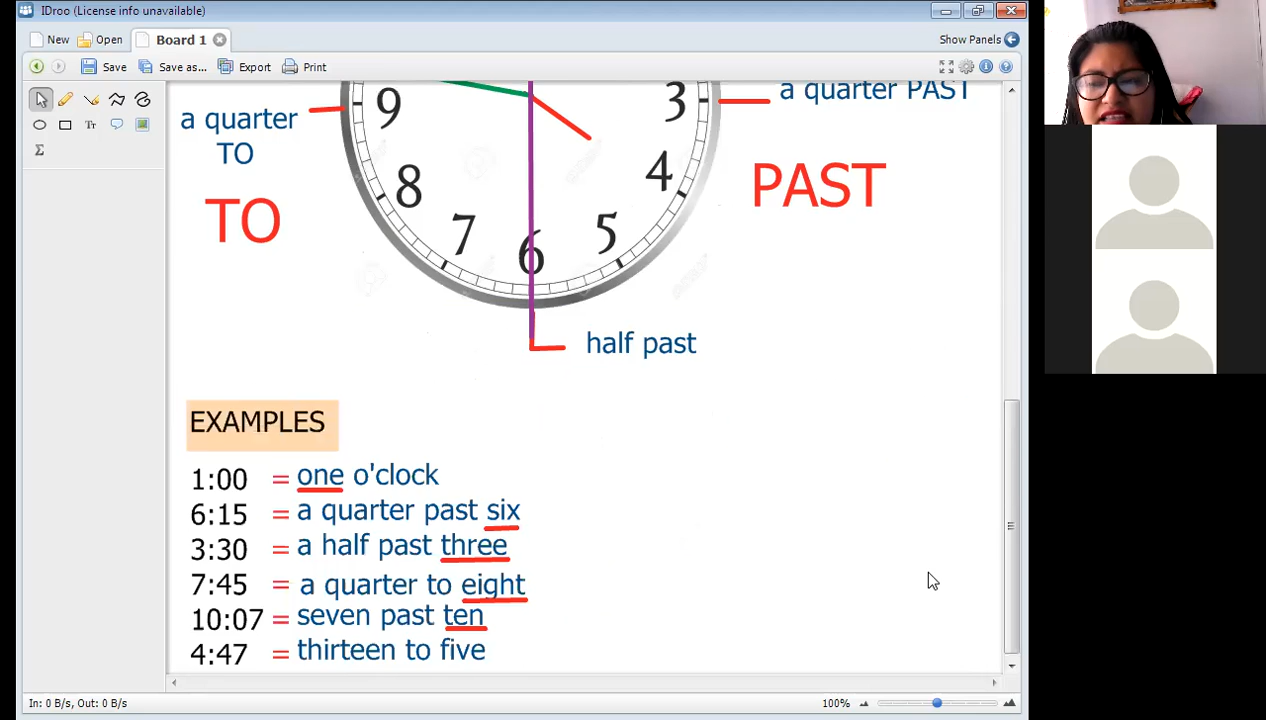 IDroo (License info unavailable)
New Open Board 1 Show Panels
Save Save as... Export Print
Tr
Σ
9 3
a quarter PAST
a quarter
TO
8 4
PAST
TO
7 5
6
half past
EXAMPLES
1:00 = one o'clock
6:15 = a quarter past six
3:30 = a half past three
7:45 = a quarter to eight
10:07 = seven past ten
4:47 = thirteen to five
In: 0 B/s, Out: 0 B/s 100%